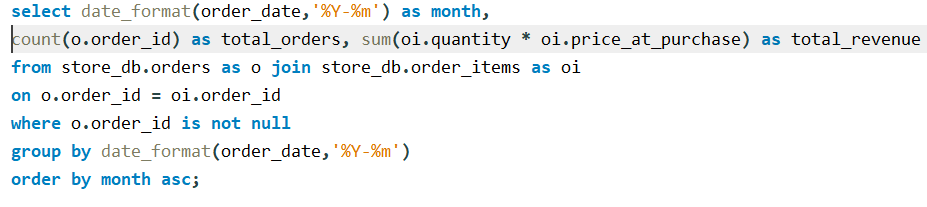 select date_format(order_date,'%Y-%m') as month,
count(o.order_id) as total_orders, sum(oi.quantity * oi.price_at_purchase) as total_revenue
from store_db.orders as o join store_db.order_items as oi
on o.order_id = oi.order_id
where o.order_id is not null
group by date_format(order_date,'%Y-%m')
order by month asc;